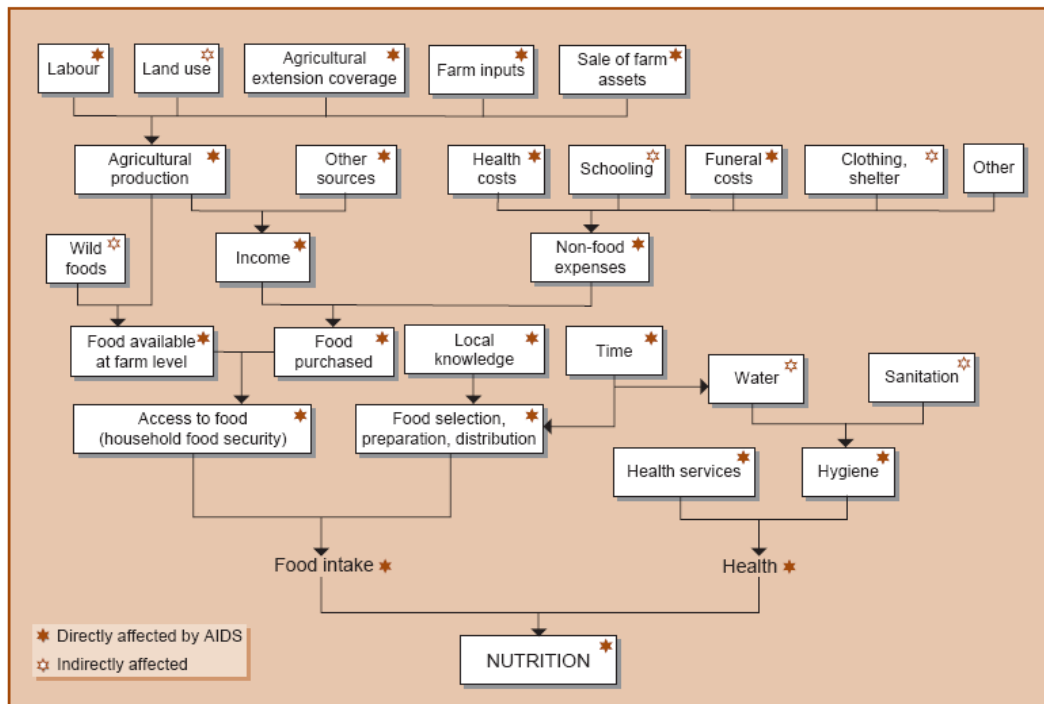 Labour
Land use
Agricultural
extension coverage
Farm inputs
Sale of farm
assets
Agricultural
production
Other
sources
Health
costs
Schooling
Funeral
costs
Clothing,
shelter
Other
Wild
foods
Income
Non-food
expenses
Food available
at farm level
Food
purchased
Local
knowledge
Time
Water
Sanitation
Access to food
(household food security)
Food selection,
preparation, distribution
Health services
Hygiene
Food intake
Health
Directly affected by AIDS
Indirectly affected
NUTRITION